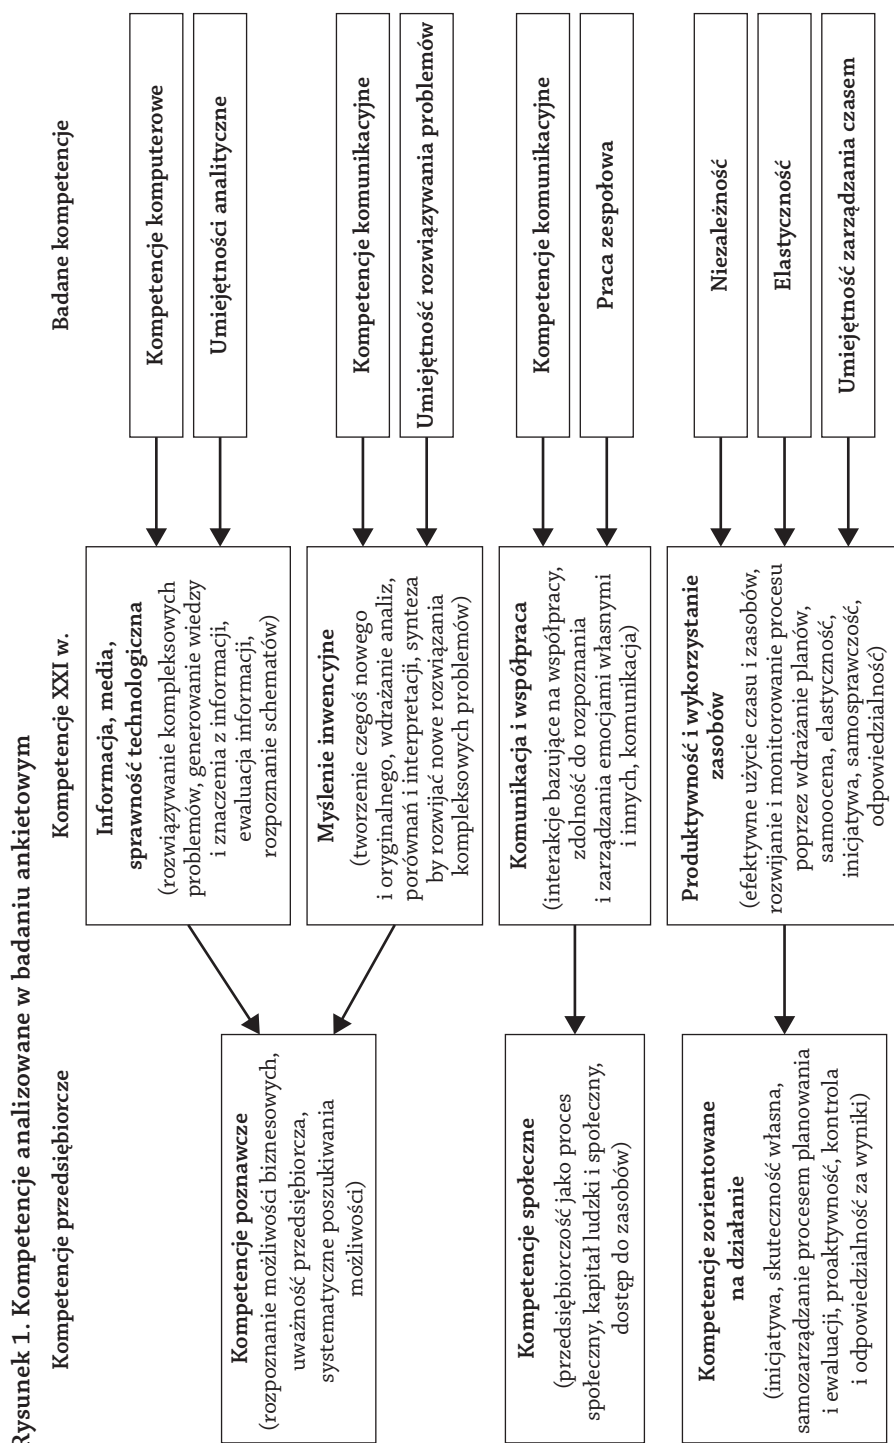 Rysunek 1. Kompetencje analizowane w badaniu ankietowym
Kompetencje przedsiębiorcze
Kompetencje XXI w.
Badane kompetencje
Kompetencje poznawcze
(rozpoznanie możliwości biznesowych,
uważność przedsiębiorcza,
systematyczne poszukiwania
możliwości)
Kompetencje społeczne
(przedsiębiorczość jako proces
społeczny, kapitał ludzki i społeczny,
dostęp do zasobów)
Kompetencje zorientowane
na działanie
(inicjatywa, skuteczność własna,
samozarządzanie procesem planowania
i ewaluacji, proaktywność, kontrola
i odpowiedzialność za wyniki)
Informacja, media,
sprawność technologiczna
(rozwiązywanie kompleksowych
problemów, generowanie wiedzy
i znaczenia z informacji,
ewaluacja informacji,
rozpoznanie schematów)
Myślenie inwencyjne
(tworzenie czegoś nowego
i oryginalnego, wdrażanie analiz,
porównań i interpretacji, synteza
by rozwijać nowe rozwiązania
kompleksowych problemów)
Komunikacja i współpraca
(interakcje bazujące na współpracy,
zdolność do rozpoznania
i zarządzania emocjami własnymi
i innych, komunikacja)
Produktywność i wykorzystanie
zasobów
(efektywne użycie czasu i zasobów,
rozwijanie i monitorowanie procesu
poprzez wdrażanie planów,
samoocena, elastyczność,
inicjatywa, samosprawczość,
odpowiedzialność)
Kompetencje komputerowe
Umiejętności analityczne
Kompetencje komunikacyjne
Umiejętność rozwiązywania problemów
Kompetencje komunikacyjne
Praca zespołowa
Niezależność
Elastyczność
Umiejętność zarządzania czasem